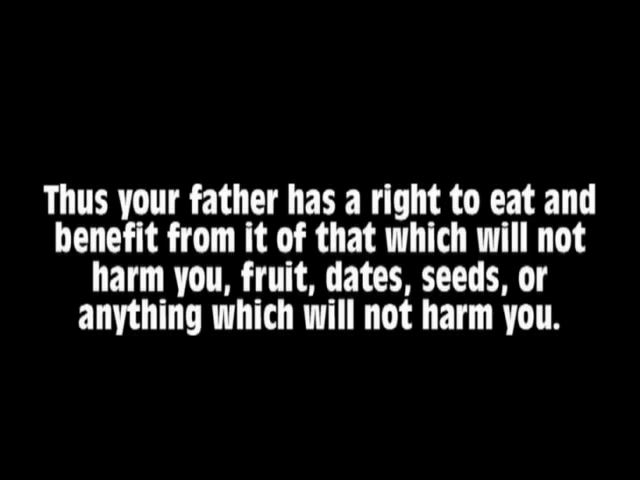 Thus your father has a right to eat and
benefit from it of that which will not
harm you, fruit, dates, seeds, or
anything which will not harm you.